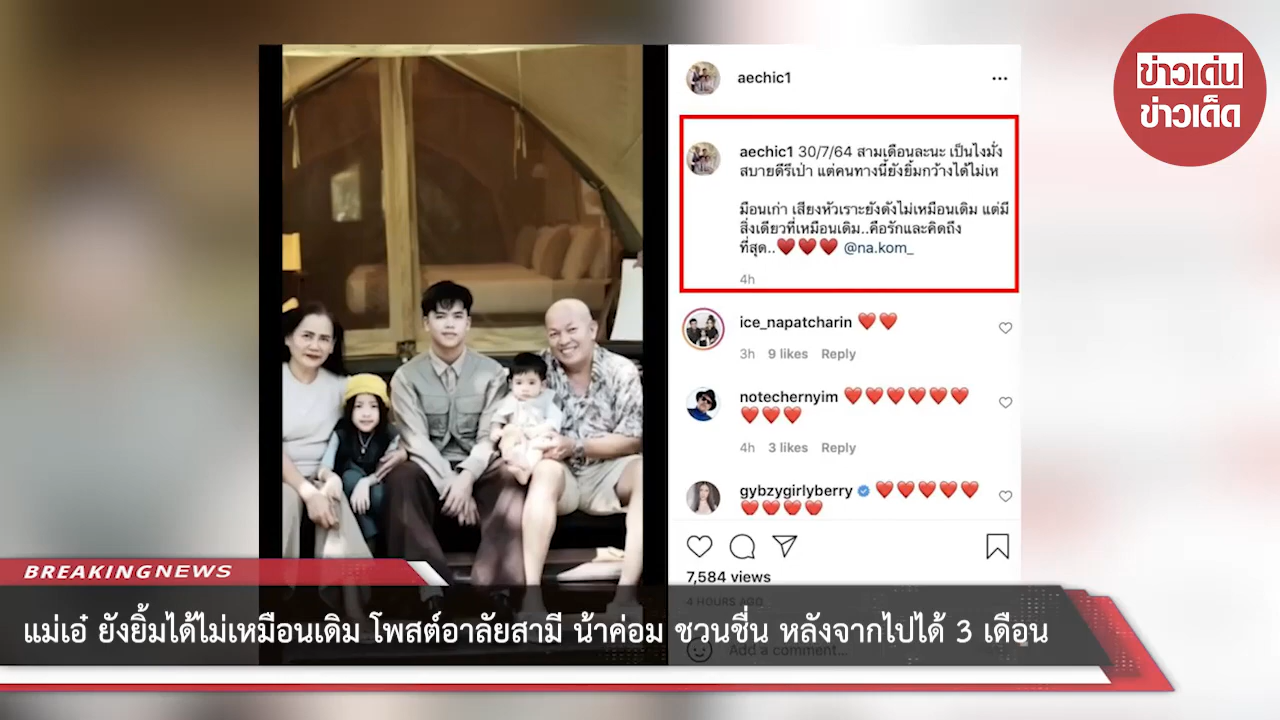 ข่าวเด่น
ข่าวเด็ด
aechic1
aechic1 30/7/64 สามเดือนละนะ เป็นไงมั่ง
สบายดีรึเป่า แต่คนทางนี้ยังยิ้มกว้างได้ไม่เห
มือนเก่า เสียงหัวเราะยังดังไม่เหมือนเดิม แต่มี
สิ่งเดียวที่เหมือนเดิม..คือรักและคิดถึง
ที่สุด..❤️❤️❤️ @na.kom_
4h
ice_napatcharin ❤️❤️
3h 9 likes Reply
notechernyim ❤️❤️❤️❤️❤️❤️
❤️❤️❤️
4h 3 likes Reply
gybzygirlyberry ❤️❤️❤️❤️❤️
❤️❤️❤️❤️
7,584 views
4 HOURS AGO
Add a comment...
BREAKING NEWS
แม่เอ๋ ยังยิ้มได้ไม่เหมือนเดิม โพสต์อาลัยสามี น้าค่อม ชวนชื่น หลังจากไปได้ 3 เดือน